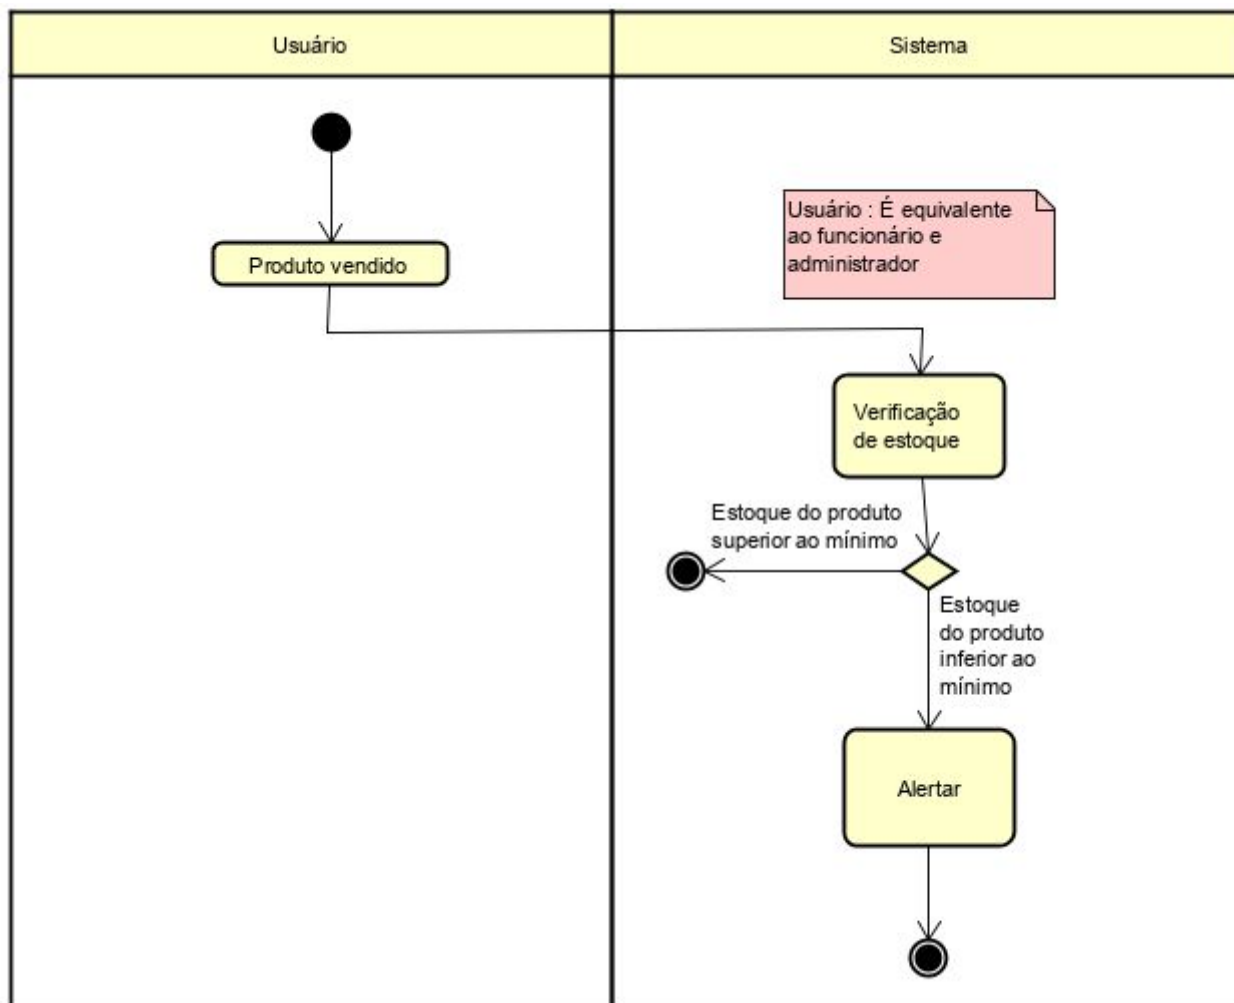 Usuário
Sistema
Usuário : É equivalente
ao funcionário e
administrador
Produto vendido
Verificação
de estoque
Estoque do produto
superior ao mínimo
Estoque
do produto
inferior ao
mínimo
Alertar